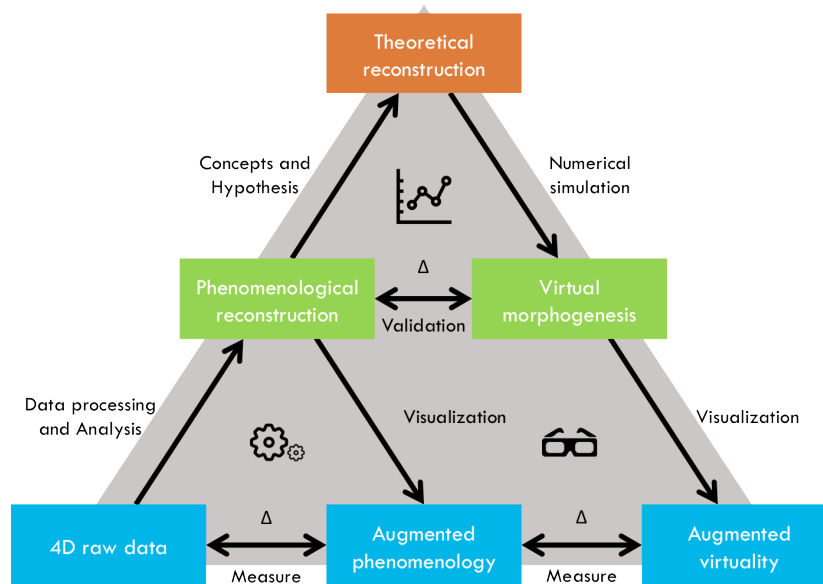 Theoretical
reconstruction
Concepts and
Hypothesis
Numerical
simulation
Δ
Phenomenological
reconstruction
Validation
Virtual
morphogenesis
Data processing
and Analysis
Visualization
Visualization
4D raw data
Δ
Measure
Augmented
phenomenology
Δ
Measure
Augmented
virtuality